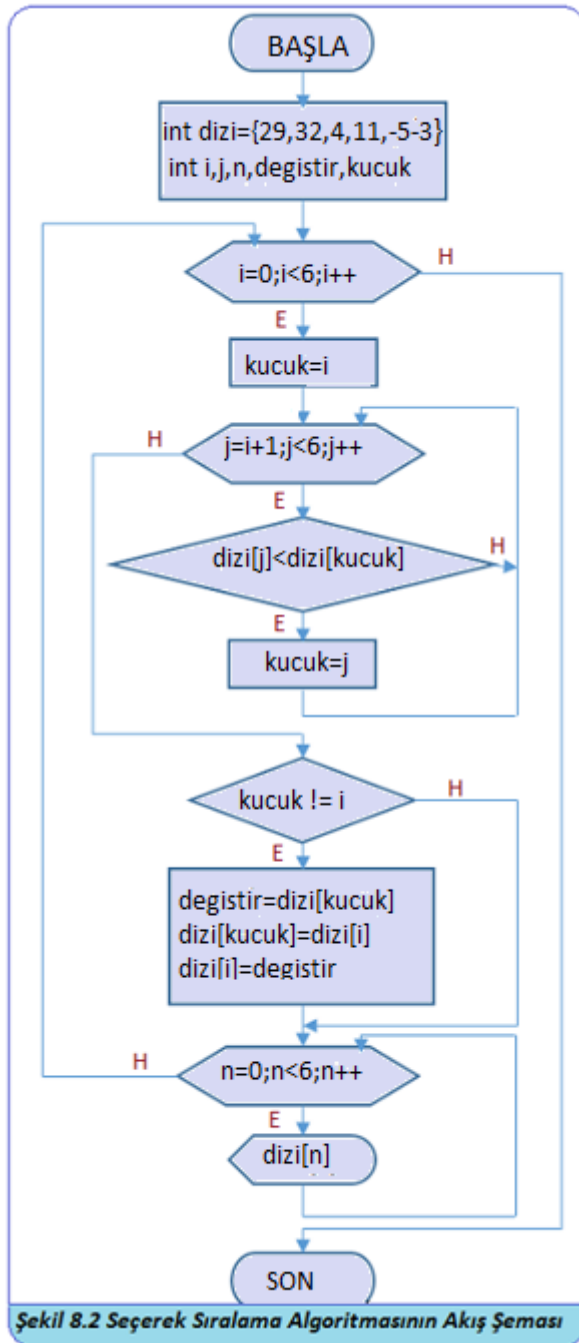 BAŞLA
int dizi={29,32,4,11,-5-3}
int i,j,n,degistir,kucuk
i=0;i<6;i++
H
E
kucuk=i
H
j=i+1;j<6;j++
E
dizi[j]<dizi[kucuk]
H
E
kucuk=j
kucuk != i
H
E
degistir=dizi[kucuk]
dizi[kucuk]=dizi[i]
dizi[i]=degistir
H
n=0;n<6;n++
E
dizi[n]
SON
Şekil 8.2 Seçerek Sıralama Algoritmasının Akış Şeması